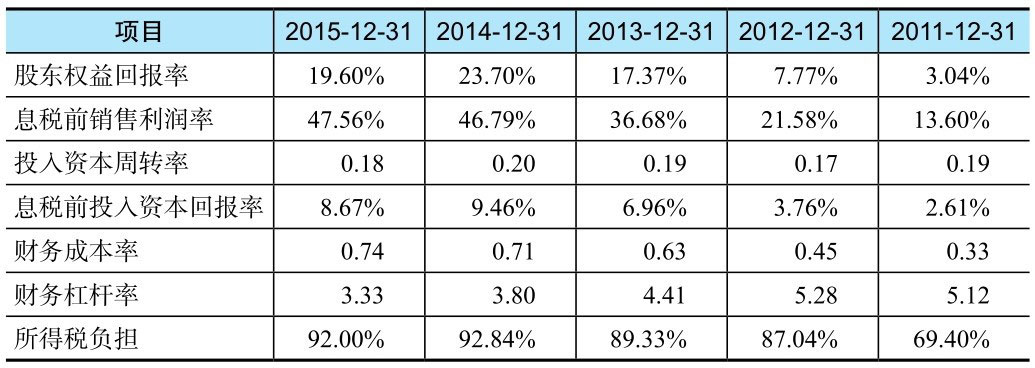 项目 2015-12-31 2014-12-31 2013-12-31 2012-12-31 2011-12-31
股东权益回报率 19.60% 23.70% 17.37% 7.77% 3.04%
息税前销售利润率 47.56% 46.79% 36.68% 21.58% 13.60%
投入资本周转率 0.18 0.20 0.19 0.17 0.19
息税前投入资本回报率 8.67% 9.46% 6.96% 3.76% 2.61%
财务成本率 0.74 0.71 0.63 0.45 0.33
财务杠杆率 3.33 3.80 4.41 5.28 5.12
所得税负担 92.00% 92.84% 89.33% 87.04% 69.40%